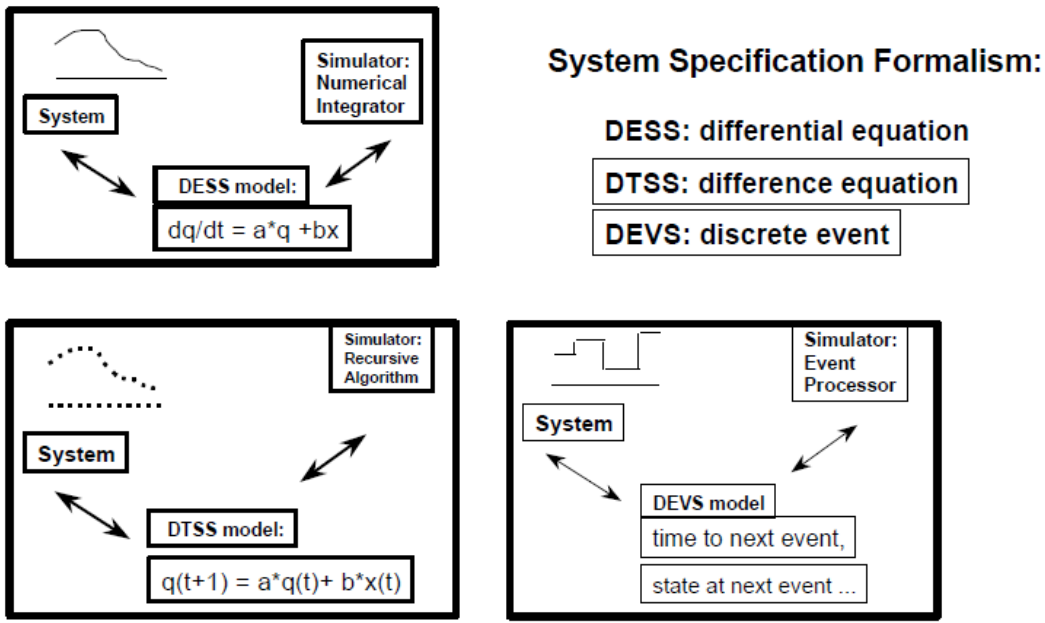 Simulator:
Numerical
Integrator
System
DESS model:
dq/dt = a*q +bx
System Specification Formalism:
DESS: differential equation
DTSS: difference equation
DEVS: discrete event
Simulator:
Recursive
Algorithm
System
DTSS model:
q(t+1) = a*q(t)+ b*x(t)
Simulator:
Event
Processor
System
DEVS model
time to next event,
state at next event ...